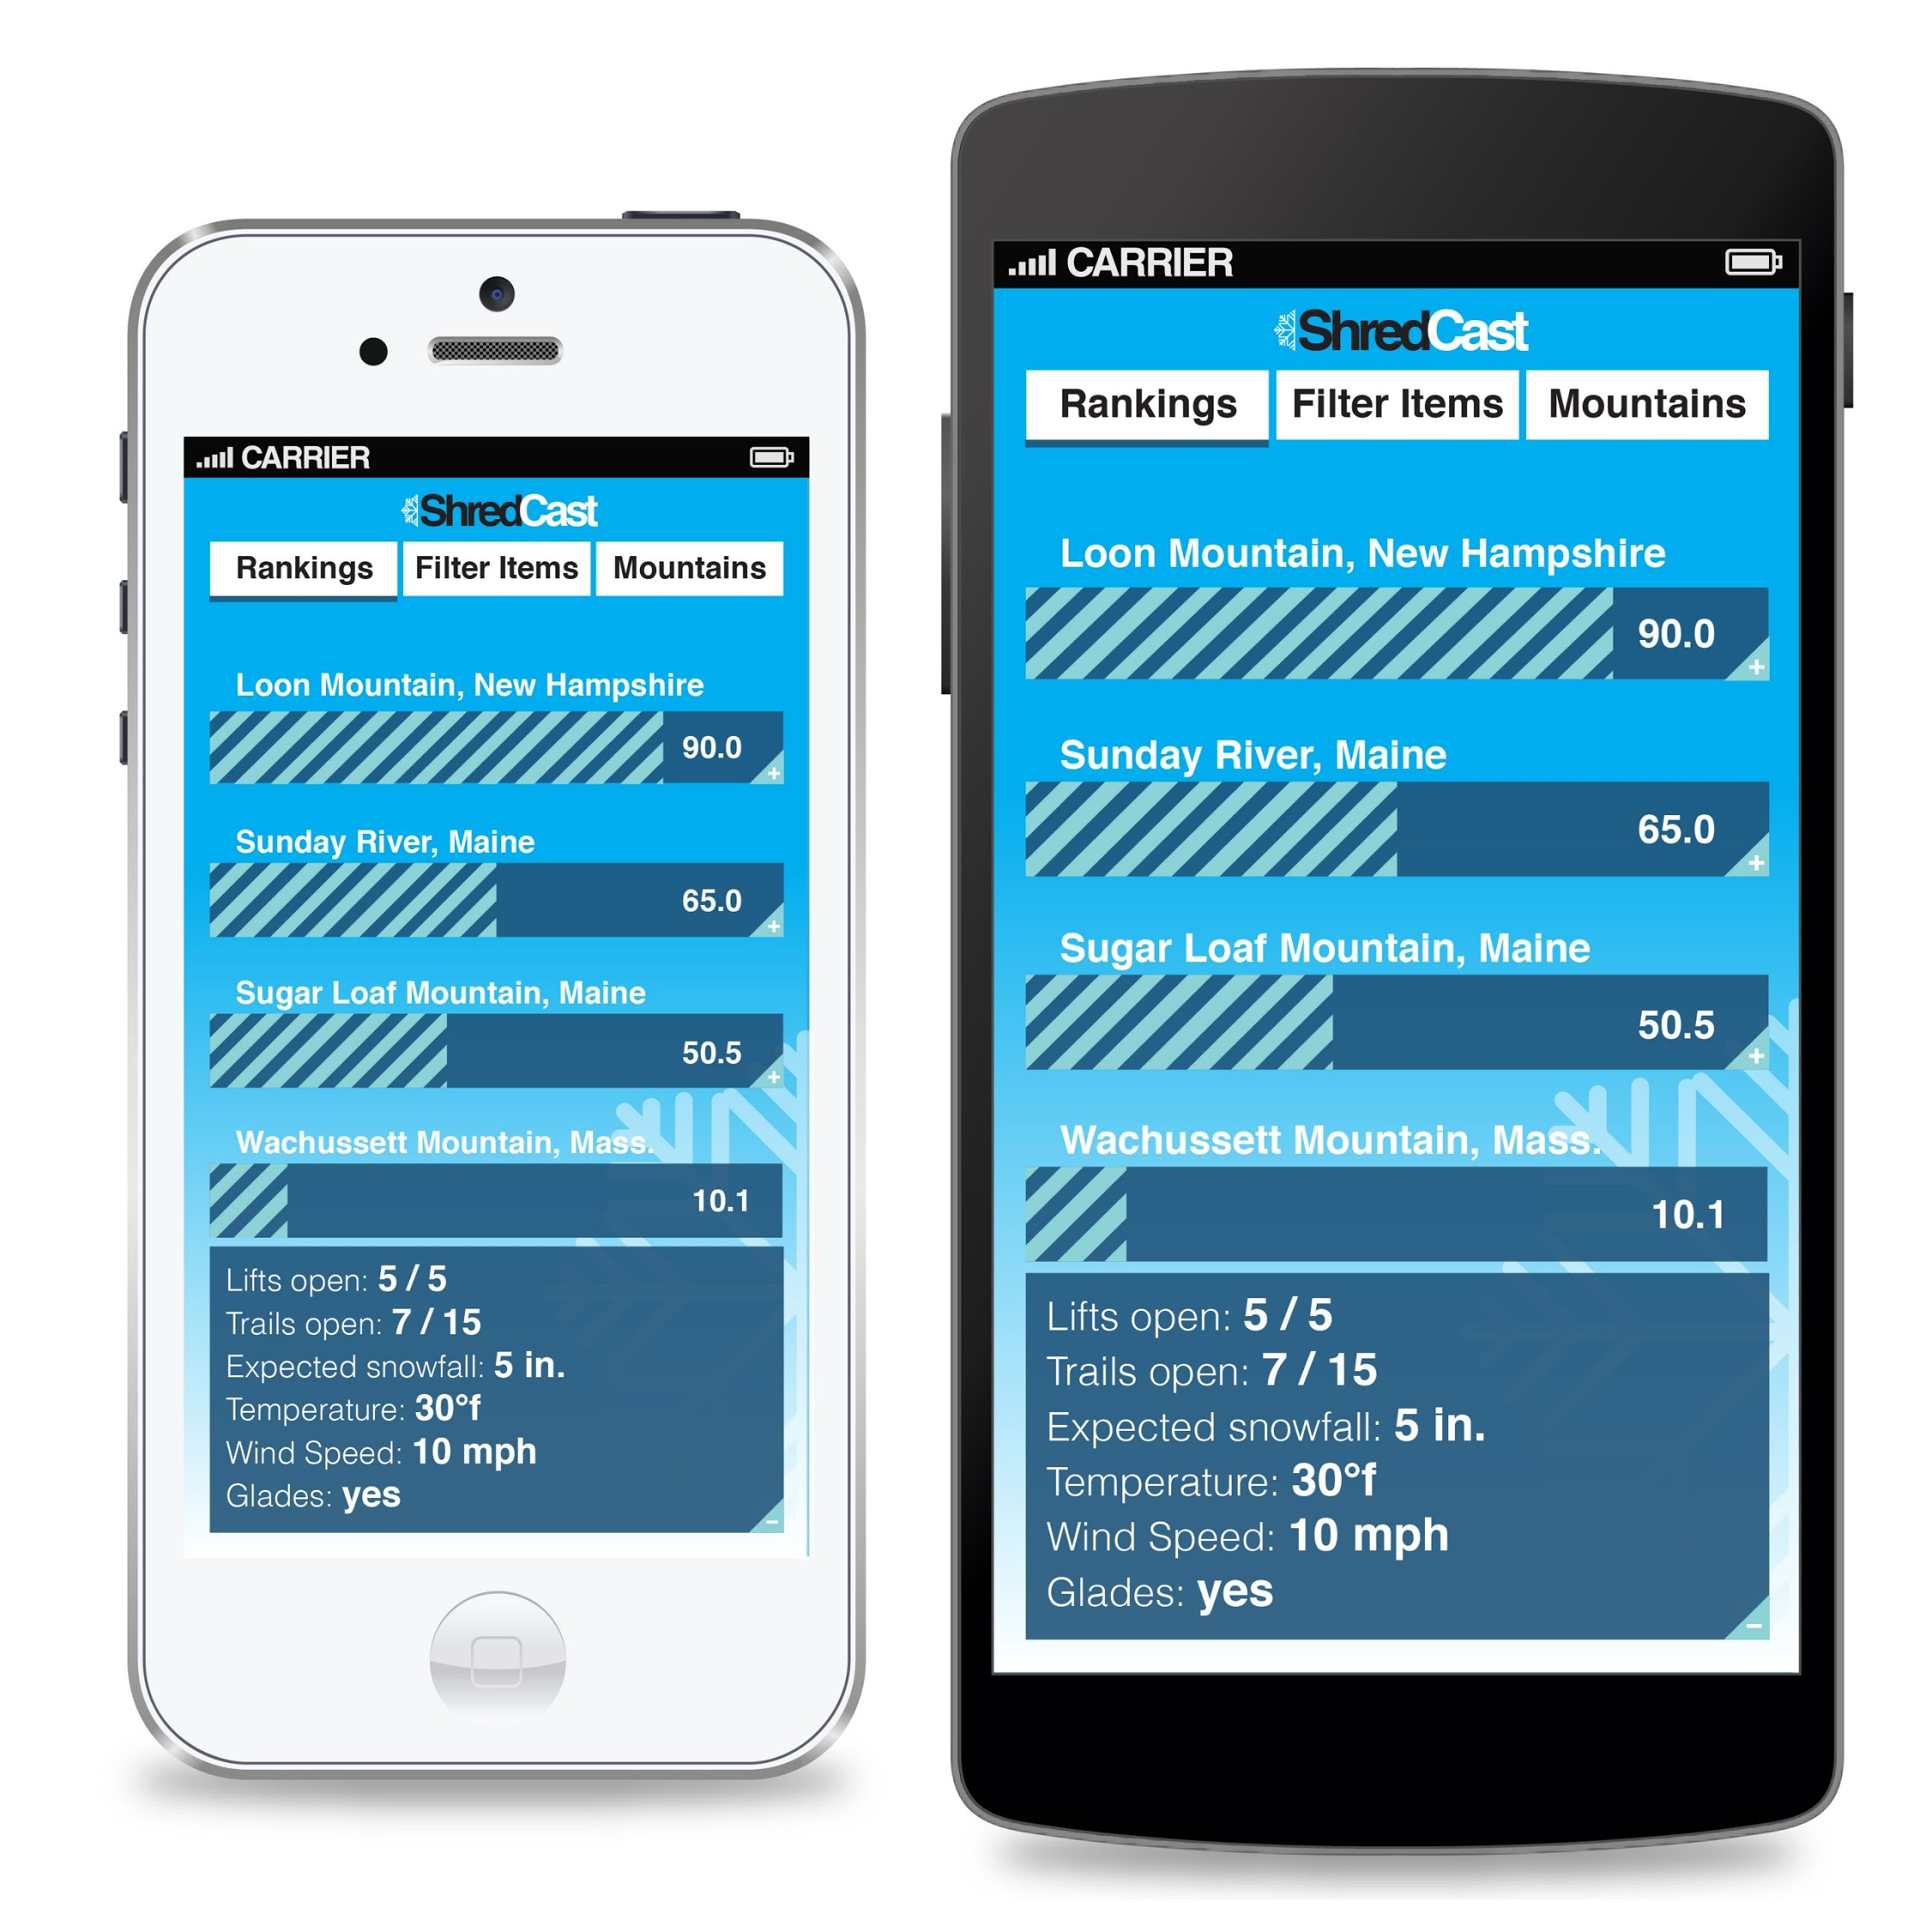 CARRIER
ShredCast
Rankings Filter Items Mountains
Loon Mountain, New Hampshire
90.0
+
Sunday River, Maine
65.0
+
Sugar Loaf Mountain, Maine
50.5
+
Wachussett Mountain, Mass.
10.1
Lifts open: 5 / 5
Trails open: 7 / 15
Expected snowfall: 5 in.
Temperature: 30°f
Wind Speed: 10 mph
Glades: yes
–
CARRIER
ShredCast
Rankings Filter Items Mountains
Loon Mountain, New Hampshire
90.0
+
Sunday River, Maine
65.0
+
Sugar Loaf Mountain, Maine
50.5
+
Wachussett Mountain, Mass.
10.1
Lifts open: 5 / 5
Trails open: 7 / 15
Expected snowfall: 5 in.
Temperature: 30°f
Wind Speed: 10 mph
Glades: yes
–